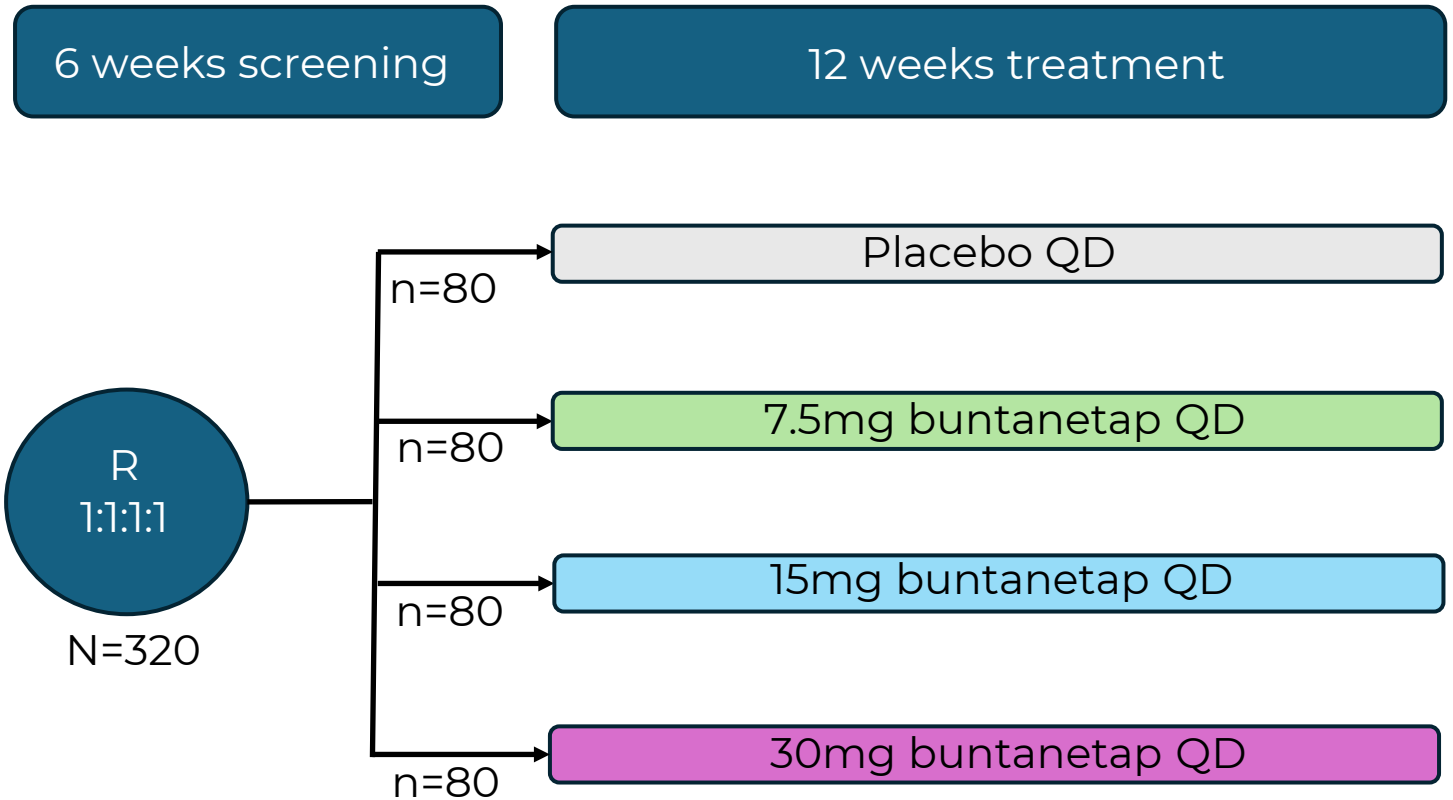 6 weeks screening
12 weeks treatment
Placebo QD
n=80
7.5mg buntanetap QD
n=80
R
1:1:1:1
15mg buntanetap QD
n=80
N=320
30mg buntanetap QD
n=80